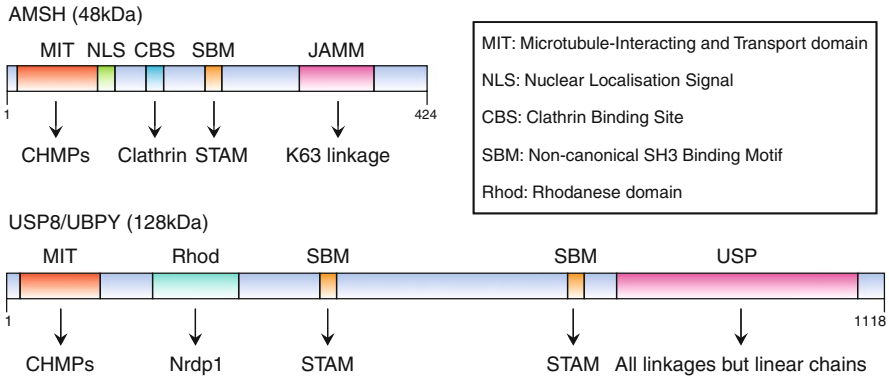 AMSH (48kDa)
MIT NLS CBS SBM JAMM
1 424
CHMPs Clathrin STAM K63 linkage
MIT: Microtubule-Interacting and Transport domain
NLS: Nuclear Localisation Signal
CBS: Clathrin Binding Site
SBM: Non-canonical SH3 Binding Motif
Rhod: Rhodanese domain
USP8/UBPY (128kDa)
MIT Rhod SBM SBM USP
1 1118
CHMPs Nrdp1 STAM STAM All linkages but linear chains